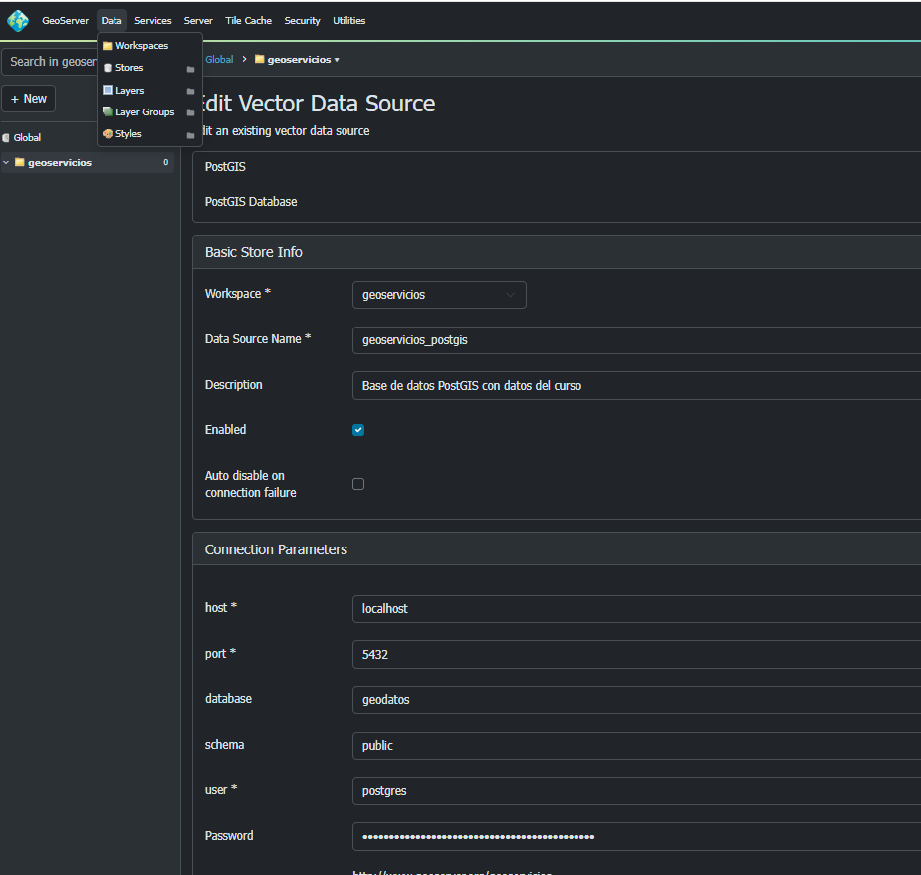 GeoServer Data Services Server Tile Cache Security Utilities
Search in geoser
Workspaces
Stores
Layers
Layer Groups
Styles
+ New
Global
geoservicios 0
Global > geoservicios
dit Vector Data Source
dit an existing vector data source
PostGIS
PostGIS Database
Basic Store Info
Workspace * geoservicios
Data Source Name * geoservicios_postgis
Description Base de datos PostGIS con datos del curso
Enabled
Auto disable on
connection failure
Connection Parameters
host * localhost
port * 5432
database geodatos
schema public
user * postgres
Password ••••••••••••••••••••••••••••••••••••••••••••